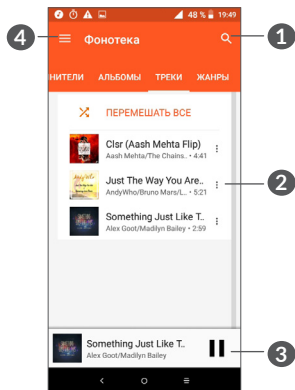 48 % 19:49
Фонотека
НИТЕЛИ АЛЬБОМЫ ТРЕКИ ЖАНРЫ
ПЕРЕМЕШАТЬ ВСЕ
Clsr (Aash Mehta Flip)
Aash Mehta/The Chains.. • 4:41
Just The Way You Are..
AndyWho/Bruno Mars/L.. • 5:21
Something Just Like T..
Alex Goot/Madilyn Bailey • 2:59
Something Just Like T..
Alex Goot/Madilyn Bailey
1
2
3
4